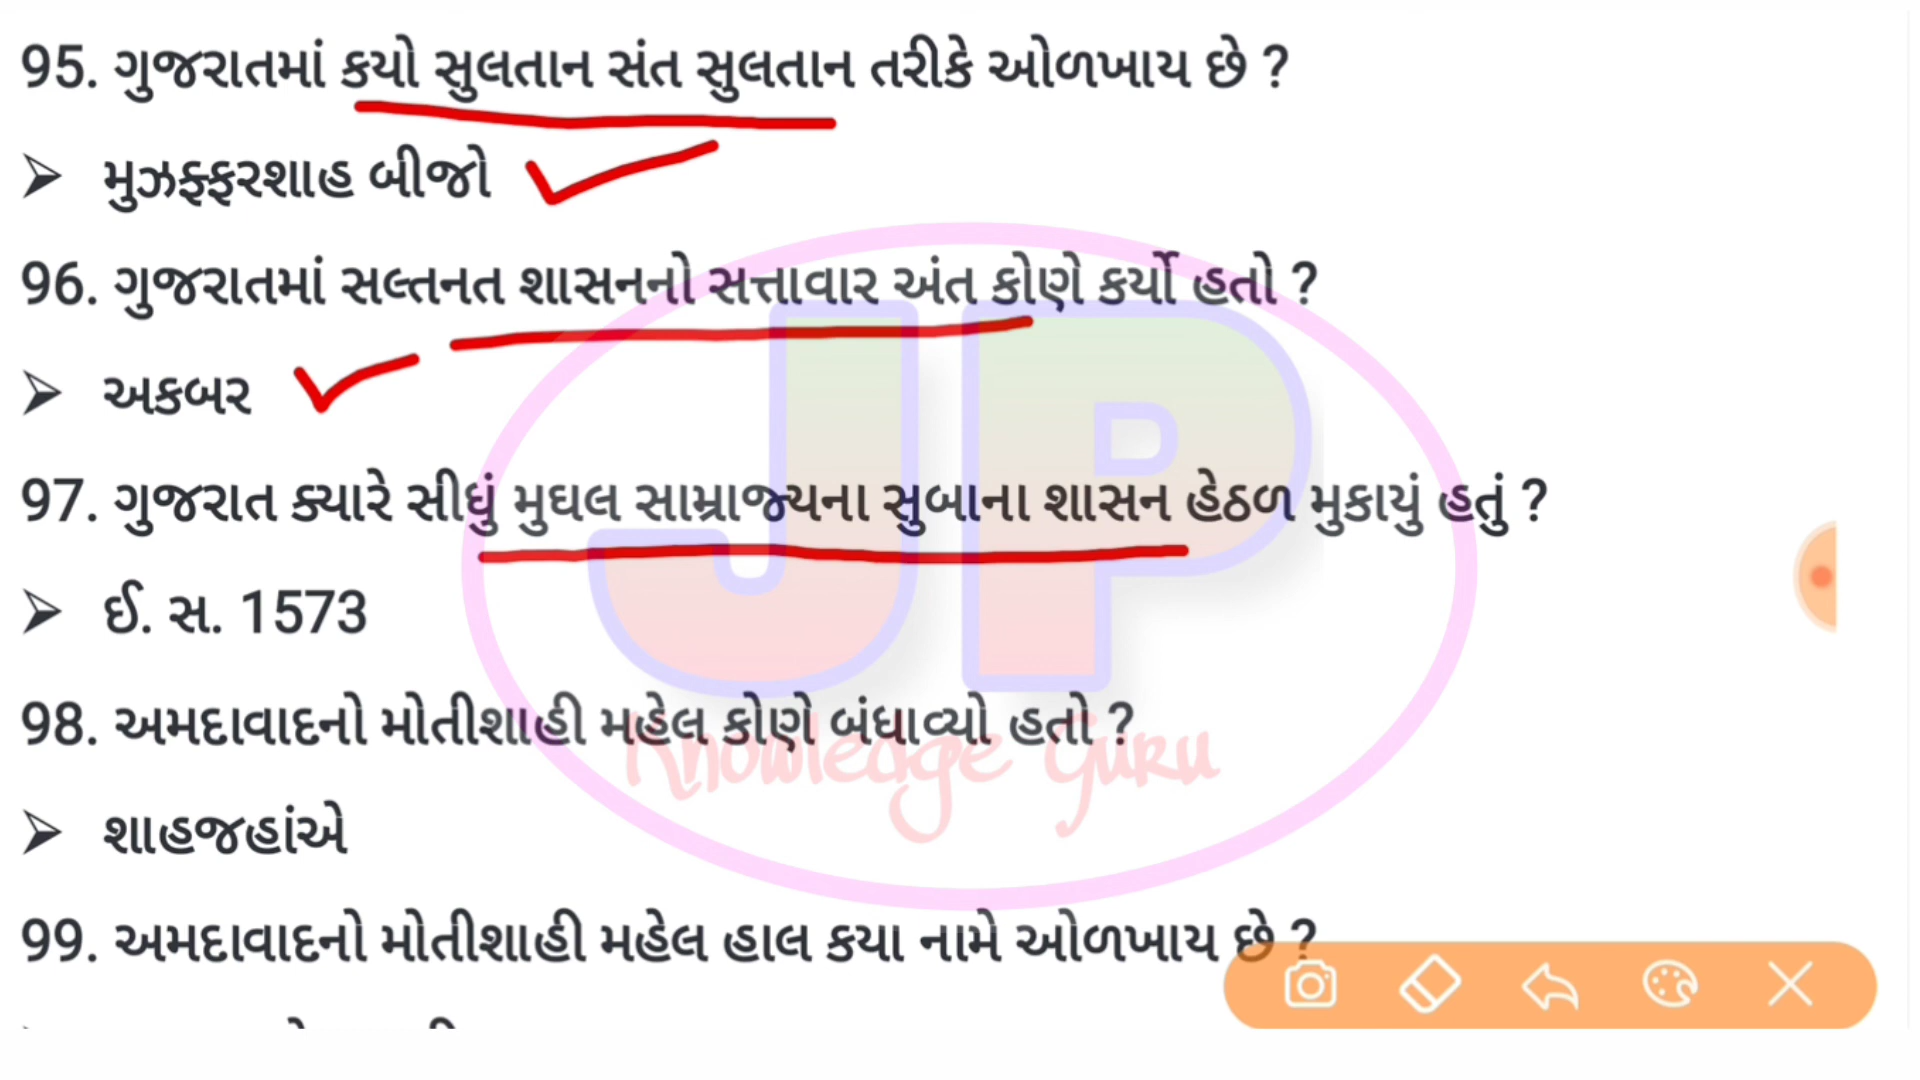 95. ગુજરાતમાં કયો સુલતાન સંત સુલતાન તરીકે ઓળખાય છે ?
➢ મુઝફ્ફરશાહ બીજો
96. ગુજરાતમાં સલ્તનત શાસનનો સત્તાવાર અંત કોણે કર્યો હતો ?
➢ અકબર
97. ગુજરાત ક્યારે સીધું મુઘલ સામ્રાજ્યના સુબાના શાસન હેઠળ મુકાયું હતું ?
➢ ઈ. સ. 1573
98. અમદાવાદનો મોતીશાહી મહેલ કોણે બંધાવ્યો હતો ?
➢ શાહજહાંએ
99. અમદાવાદનો મોતીશાહી મહેલ હાલ કયા નામે ઓળખાય છે ?
JP
Knowledge Guru